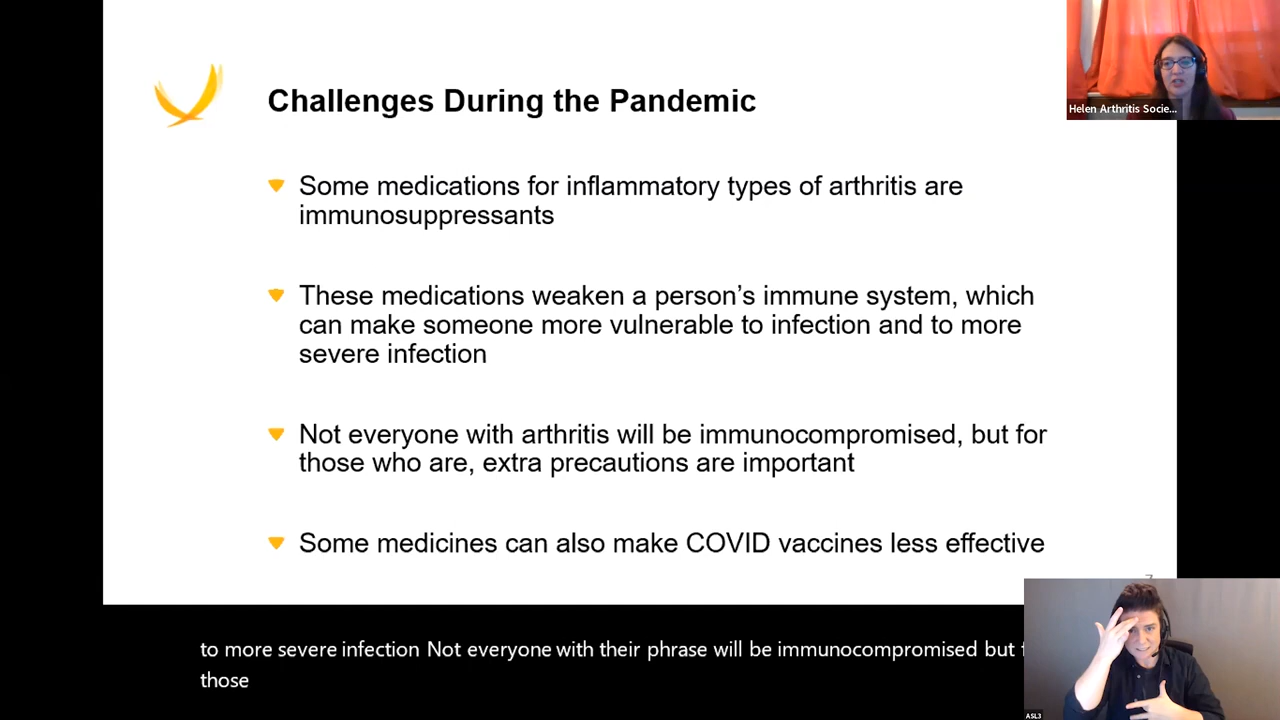 Challenges During the Pandemic
Helen Arthritis Socie...
Some medications for inflammatory types of arthritis are
immunosuppressants
These medications weaken a person’s immune system, which
can make someone more vulnerable to infection and to more
severe infection
Not everyone with arthritis will be immunocompromised, but for
those who are, extra precautions are important
Some medicines can also make COVID vaccines less effective
to more severe infection Not everyone with their phrase will be immunocompromised but
those
ASL3